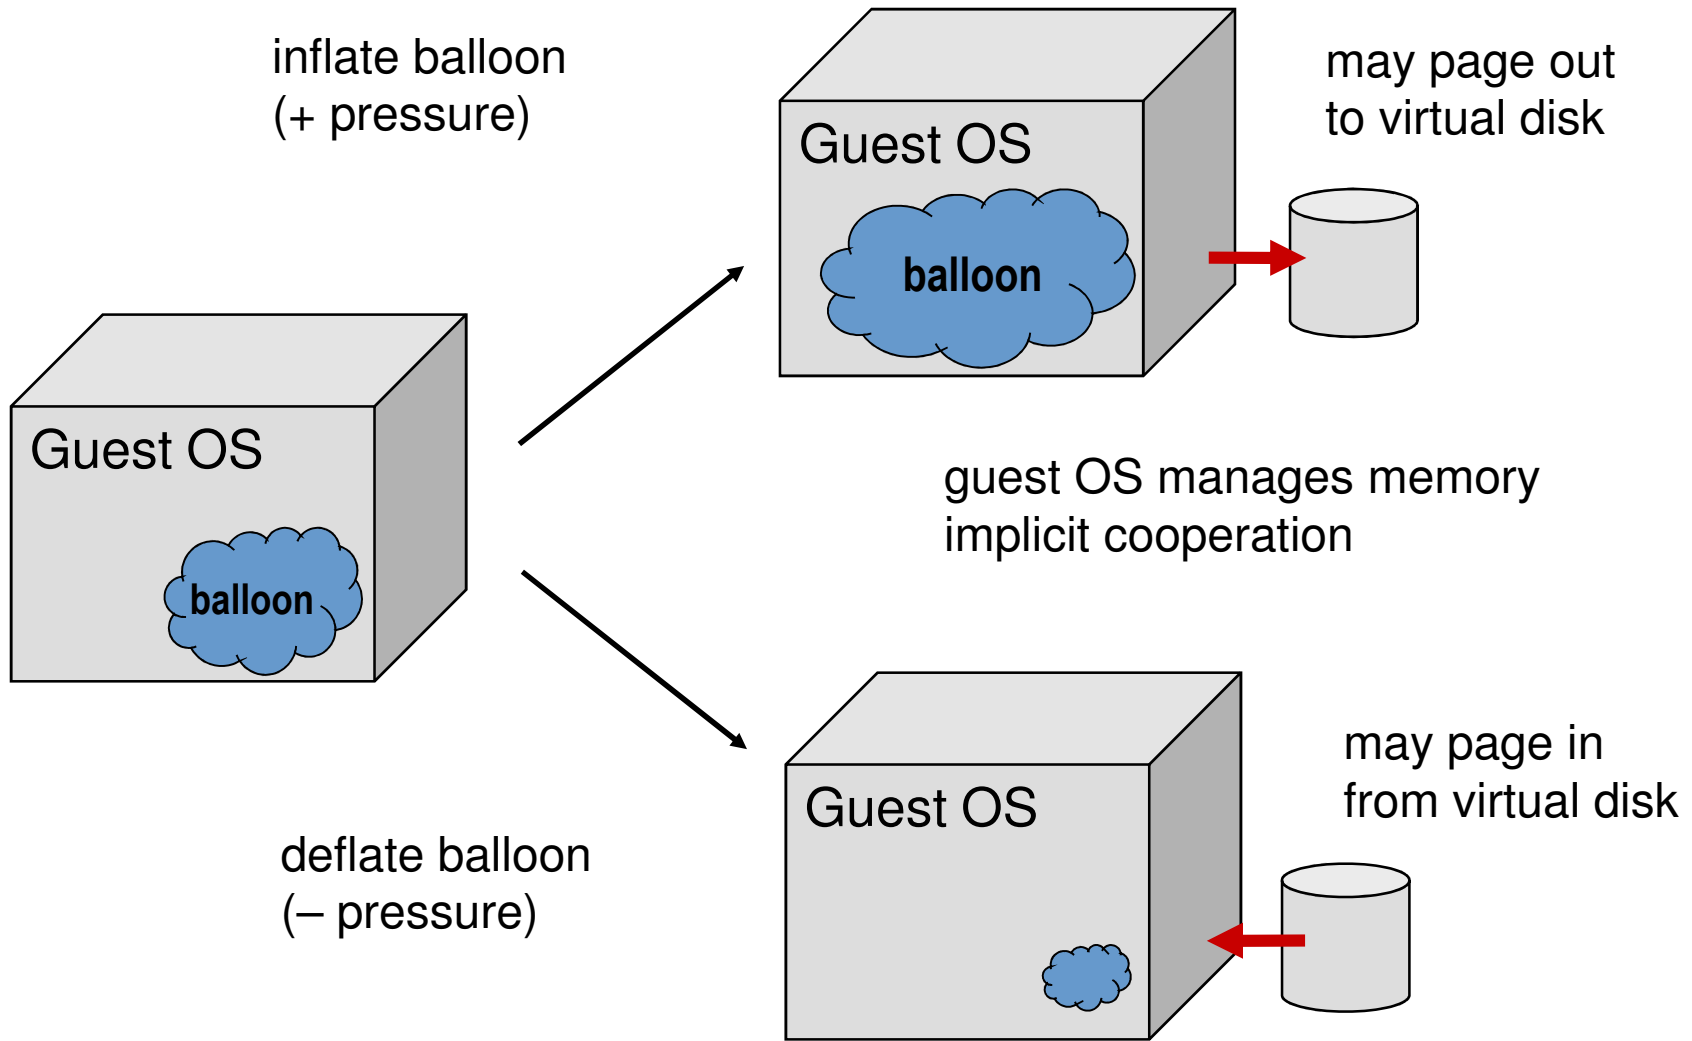 inflate balloon
(+ pressure)
may page out
to virtual disk
Guest OS
balloon
Guest OS
balloon
guest OS manages memory
implicit cooperation
Guest OS
may page in
from virtual disk
deflate balloon
(– pressure)